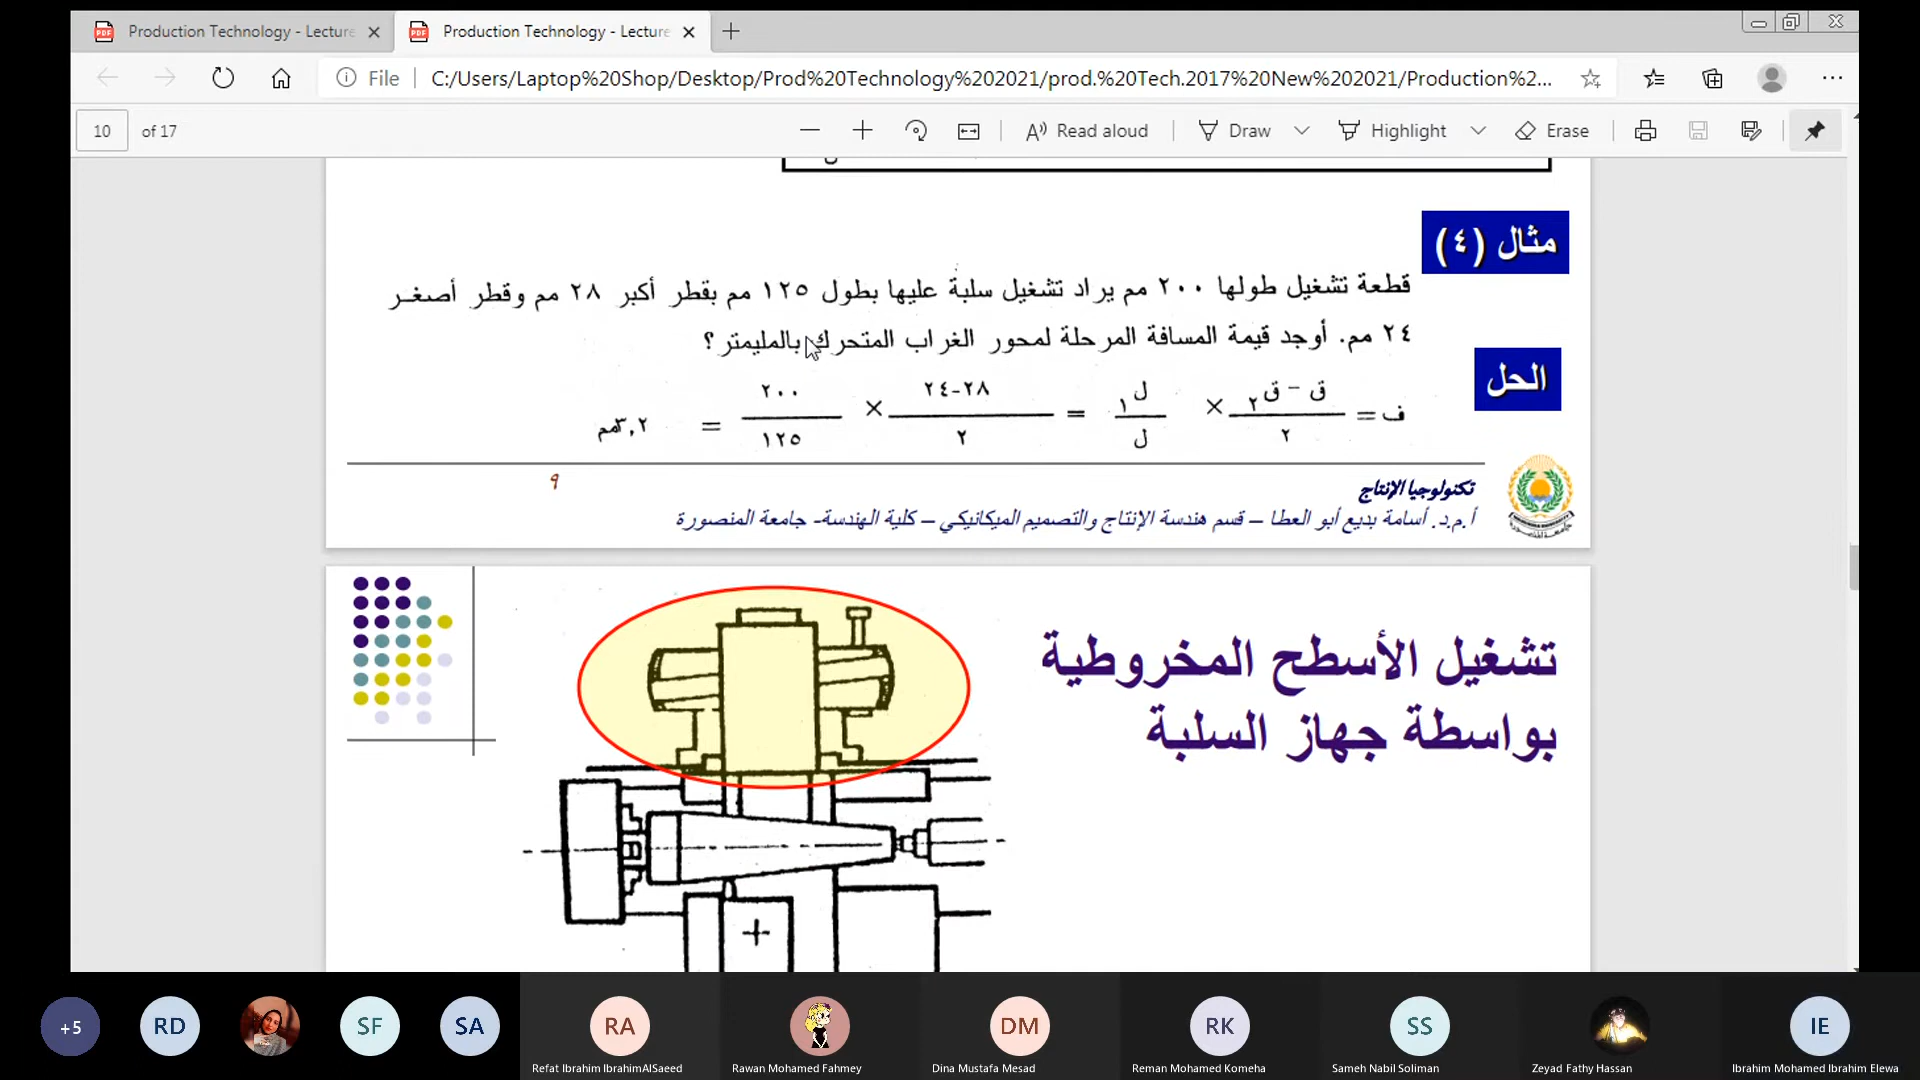 Production Technology - Lecture
Production Technology - Lecture
File
C:/Users/Laptop%20Shop/Desktop/Prod%20Technology%202021/prod.%20Tech.2017%20New%202021/Production%2...
10 of 17
Read aloud
Draw
Highlight
Erase
مثال (٤)
قطعة تشغيل طولها ٢٠٠ مم يراد تشغيل سلبة عليها بطول ١٢٥ مم بقطر أكبر ٢٨ مم وقطر أصغر
٢٤ مم. أوجد قيمة المسافة المرحلة لمحور الغراب المتحرك بالمليمتر؟
الحل
ف = ق - ق٢ / ٢ × ل١ / ل = ٢٨-٢٤ / ٢ × ٢٠٠ / ١٢٥ = ٣,٢مم
٩
تكنولوجيا الإنتاج
أ.م.د. أسامة بديع أبو العطا – قسم هندسة الإنتاج والتصميم الميكانيكي – كلية الهندسة- جامعة المنصورة
تشغيل الأسطح المخروطية
بواسطة جهاز السلبة
+5
RD
SF
SA
RA
DM
RK
SS
IE
Refat Ibrahim IbrahimAlSaeed
Rawan Mohamed Fahmey
Dina Mustafa Mesad
Reman Mohamed Komeha
Sameh Nabil Soliman
Zeyad Fathy Hassan
Ibrahim Mohamed Ibrahim Elewa